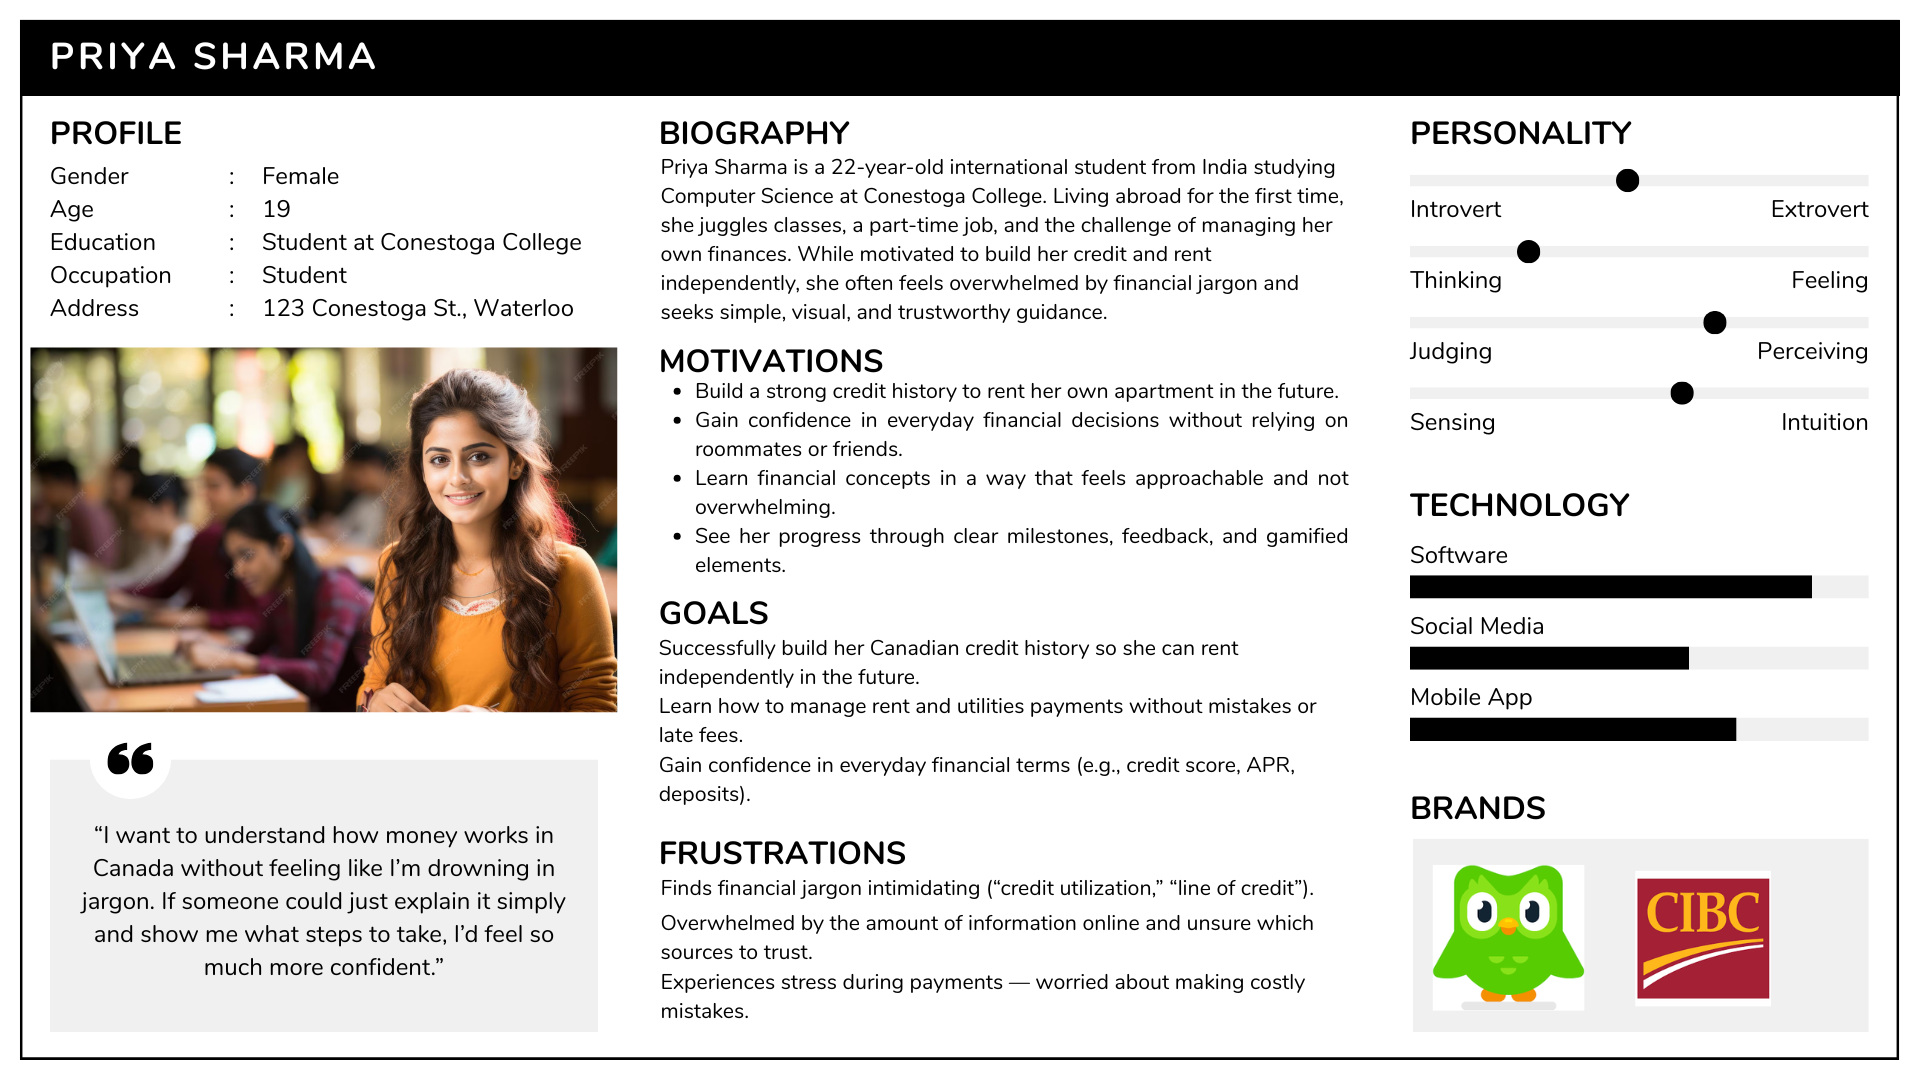 PRIYA SHARMA
PROFILE
Gender : Female
Age : 19
Education : Student at Conestoga College
Occupation : Student
Address : 123 Conestoga St., Waterloo
“I want to understand how money works in
Canada without feeling like I’m drowning in
jargon. If someone could just explain it simply
and show me what steps to take, I’d feel so
much more confident.”
BIOGRAPHY
Priya Sharma is a 22-year-old international student from India studying
Computer Science at Conestoga College. Living abroad for the first time,
she juggles classes, a part-time job, and the challenge of managing her
own finances. While motivated to build her credit and rent
independently, she often feels overwhelmed by financial jargon and
seeks simple, visual, and trustworthy guidance.
MOTIVATIONS
• Build a strong credit history to rent her own apartment in the future.
• Gain confidence in everyday financial decisions without relying on
roommates or friends.
• Learn financial concepts in a way that feels approachable and not
overwhelming.
• See her progress through clear milestones, feedback, and gamified
elements.
GOALS
Successfully build her Canadian credit history so she can rent
independently in the future.
Learn how to manage rent and utilities payments without mistakes or
late fees.
Gain confidence in everyday financial terms (e.g., credit score, APR,
deposits).
FRUSTRATIONS
Finds financial jargon intimidating (“credit utilization,” “line of credit”).
Overwhelmed by the amount of information online and unsure which
sources to trust.
Experiences stress during payments — worried about making costly
mistakes.
PERSONALITY
Introvert Extrovert
Thinking Feeling
Judging Perceiving
Sensing Intuition
TECHNOLOGY
Software
Social Media
Mobile App
BRANDS
CIBC